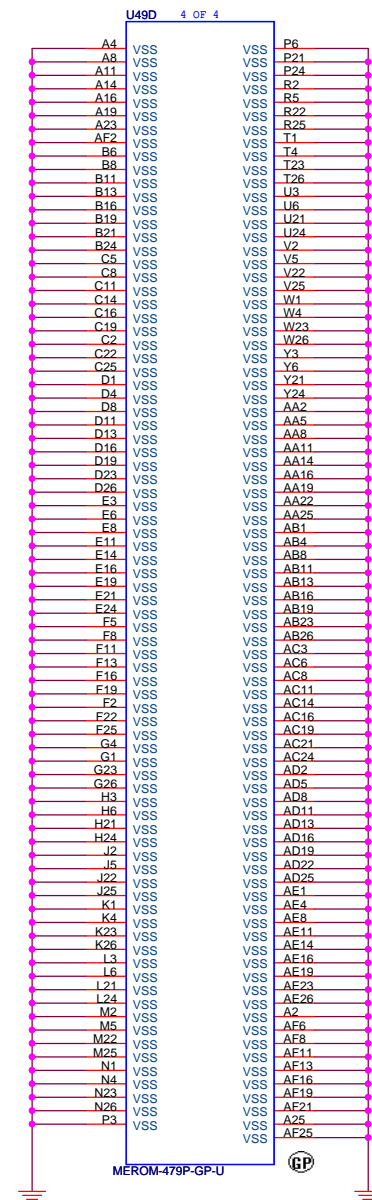 U49D 4 OF 4
A4 VSS VSS P6
A8 VSS VSS P21
A11 VSS VSS P24
A14 VSS VSS R2
A16 VSS VSS R5
A19 VSS VSS R22
A23 VSS VSS R25
AF2 VSS VSS T1
B6 VSS VSS T4
B8 VSS VSS T23
B11 VSS VSS T26
B13 VSS VSS U3
B16 VSS VSS U6
B19 VSS VSS U21
B21 VSS VSS U24
B24 VSS VSS V2
C5 VSS VSS V5
C8 VSS VSS V22
C11 VSS VSS V25
C14 VSS VSS W1
C16 VSS VSS W4
C19 VSS VSS W23
C2 VSS VSS W26
C22 VSS VSS Y3
C25 VSS VSS Y6
D1 VSS VSS Y21
D4 VSS VSS Y24
D8 VSS VSS AA2
D11 VSS VSS AA5
D13 VSS VSS AA8
D16 VSS VSS AA11
D19 VSS VSS AA14
D23 VSS VSS AA16
D26 VSS VSS AA19
E3 VSS VSS AA22
E6 VSS VSS AA25
E8 VSS VSS AB1
E11 VSS VSS AB4
E14 VSS VSS AB8
E16 VSS VSS AB11
E19 VSS VSS AB13
E21 VSS VSS AB16
E24 VSS VSS AB19
F5 VSS VSS AB23
F8 VSS VSS AB26
F11 VSS VSS AC3
F13 VSS VSS AC6
F16 VSS VSS AC8
F19 VSS VSS AC11
F2 VSS VSS AC14
F22 VSS VSS AC16
F25 VSS VSS AC19
G4 VSS VSS AC21
G1 VSS VSS AC24
G23 VSS VSS AD2
G26 VSS VSS AD5
H3 VSS VSS AD8
H6 VSS VSS AD11
H21 VSS VSS AD13
H24 VSS VSS AD16
J2 VSS VSS AD19
J5 VSS VSS AD22
J22 VSS VSS AD25
J25 VSS VSS AE1
K1 VSS VSS AE4
K4 VSS VSS AE8
K23 VSS VSS AE11
K26 VSS VSS AE14
L3 VSS VSS AE16
L6 VSS VSS AE19
L21 VSS VSS AE23
L24 VSS VSS AE26
M2 VSS VSS A2
M5 VSS VSS AF6
M22 VSS VSS AF8
M25 VSS VSS AF11
N1 VSS VSS AF13
N4 VSS VSS AF16
N23 VSS VSS AF19
N26 VSS VSS AF21
P3 VSS VSS A25
VSS AF25
MEROM-479P-GP-U GP